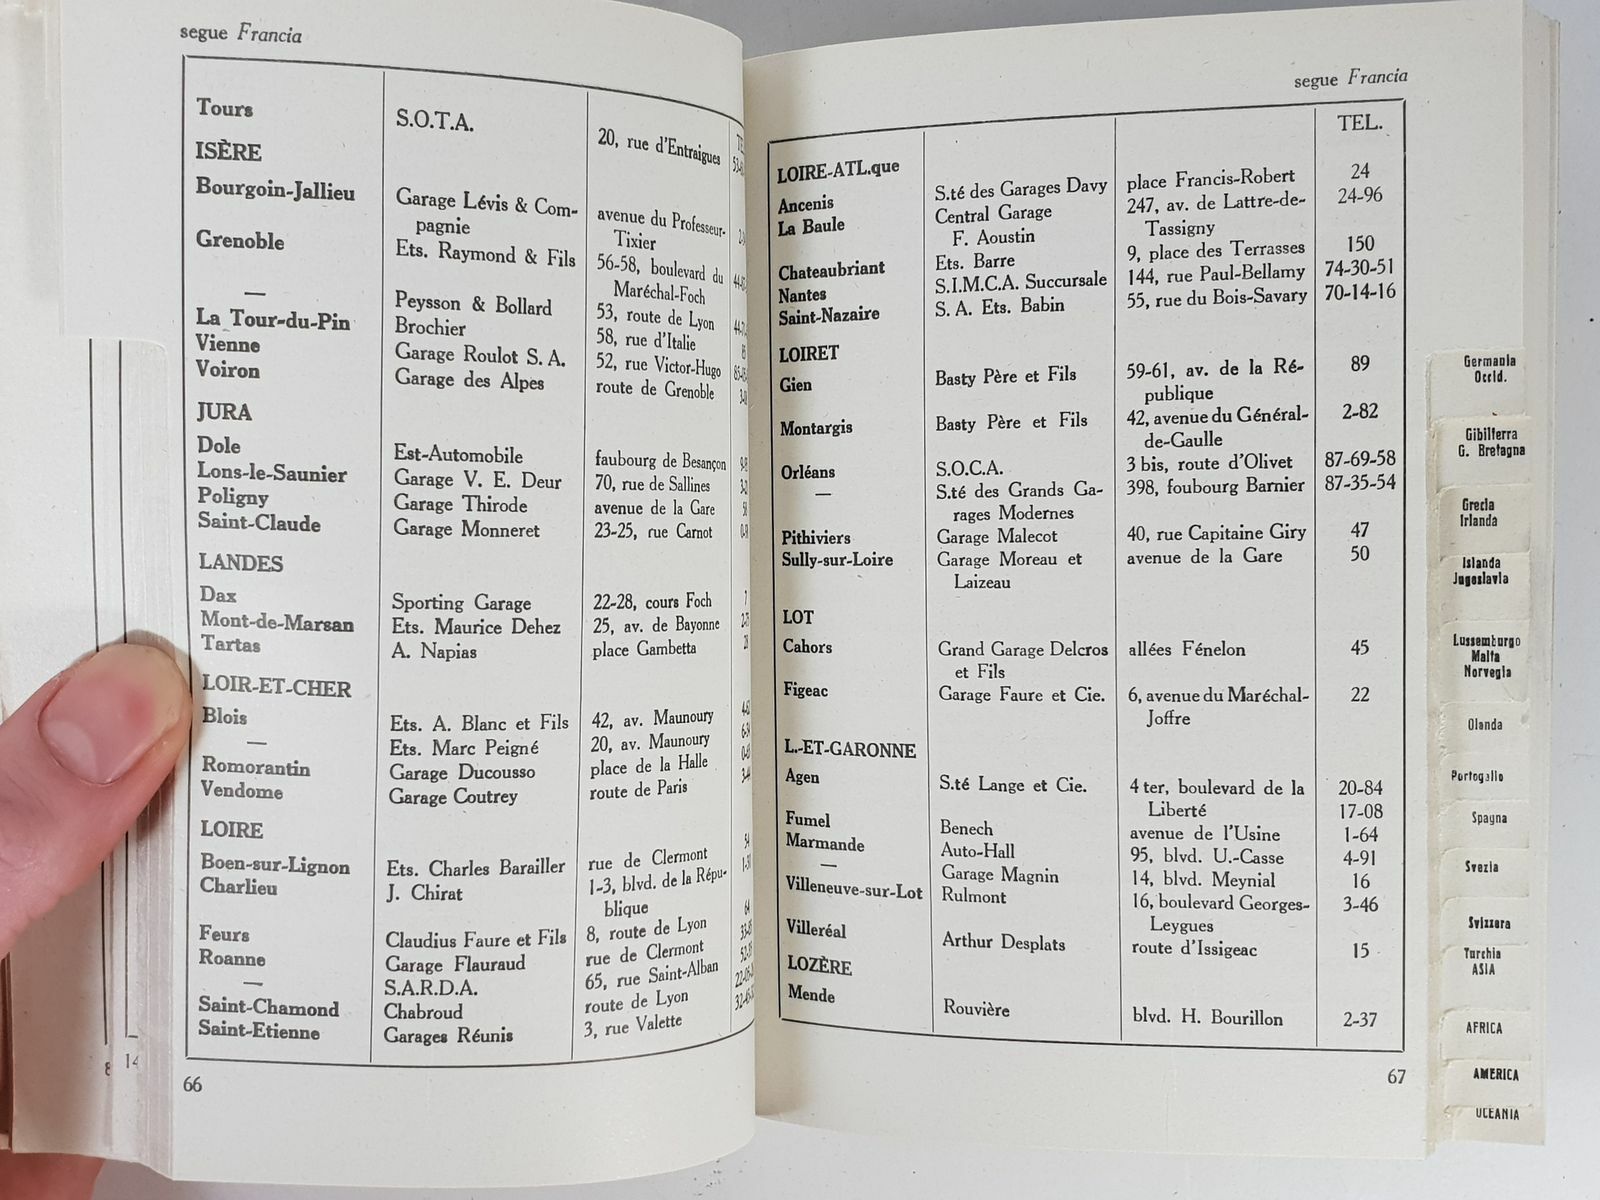 segue Francia
Tours S.O.T.A. 20, rue d'Entraigues
ISÈRE
Bourgoin-Jallieu Garage Lévis & Com- avenue du Professeur-
pagnie Tixier
Grenoble Ets. Raymond & Fils 56-58, boulevard du
Maréchal-Foch
— Peysson & Bollard 53, route de Lyon
La Tour-du-Pin Brochier 58, rue d'Italie
Vienne Garage Roulot S. A. 52, rue Victor-Hugo
Voiron Garage des Alpes route de Grenoble
JURA
Dole Est-Automobile faubourg de Besançon
Lons-le-Saunier Garage V. E. Deur 70, rue de Sallines
Poligny Garage Thirode avenue de la Gare
Saint-Claude Garage Monneret 23-25, rue Carnot
LANDES
Dax Sporting Garage 22-28, cours Foch
Mont-de-Marsan Ets. Maurice Dehez 25, av. de Bayonne
Tartas A. Napias place Gambetta
LOIR-ET-CHER
Blois Ets. A. Blanc et Fils 42, av. Maunoury
— Ets. Marc Peigné 20, av. Maunoury
Romorantin Garage Ducousso place de la Halle
Vendome Garage Coutrey route de Paris
LOIRE
Boen-sur-Lignon Ets. Charles Barailler rue de Clermont
Charlieu J. Chirat 1-3, blvd. de la Répu-
blique
Feurs Claudius Faure et Fils 8, route de Lyon
Roanne Garage Flauraud rue de Clermont
— S.A.R.D.A. 65, rue Saint-Alban
Saint-Chamond Chabroud route de Lyon
Saint-Etienne Garages Réunis 3, rue Valette
66
segue Francia
TEL.
LOIRE-ATL.que
Ancenis S.té des Garages Davy place Francis-Robert 24
La Baule Central Garage 247, av. de Lattre-de- 24-96
F. Aoustin Tassigny
Chateaubriant Ets. Barre 9, place des Terrasses 150
Nantes S.I.M.C.A. Succursale 144, rue Paul-Bellamy 74-30-51
Saint-Nazaire S. A. Ets. Babin 55, rue du Bois-Savary 70-14-16
LOIRET
Gien Basty Père et Fils 59-61, av. de la Ré- 89
publique
Montargis Basty Père et Fils 42, avenue du Général- 2-82
de-Gaulle
Orléans S.O.C.A. 3 bis, route d'Olivet 87-69-58
— S.té des Grands Ga- 398, foubourg Barnier 87-35-54
rages Modernes
Pithiviers Garage Malecot 40, rue Capitaine Giry 47
Sully-sur-Loire Garage Moreau et avenue de la Gare 50
Laizeau
LOT
Cahors Grand Garage Delcros allées Fénelon 45
et Fils
Figeac Garage Faure et Cie. 6, avenue du Maréchal- 22
Joffre
L.-ET-GARONNE
Agen S.té Lange et Cie. 4 ter, boulevard de la 20-84
Liberté 17-08
Fumel Benech avenue de l'Usine 1-64
Marmande Auto-Hall 95, blvd. U.-Casse 4-91
— Garage Magnin 14, blvd. Meynial 16
Villeneuve-sur-Lot Rulmont 16, boulevard Georges- 3-46
Leygues
Villeréal Arthur Desplats route d'Issigeac 15
LOZÈRE
Mende Rouvière blvd. H. Bourillon 2-37
67
Germania
Occid.
Gibilterra
G. Bretagna
Grecia
Irlanda
Islanda
Jugoslavia
Lussemburgo
Malta
Norvegia
Olanda
Portogallo
Spagna
Svezia
Svizzera
Turchia
ASIA
AFRICA
AMERICA
OCEANIA